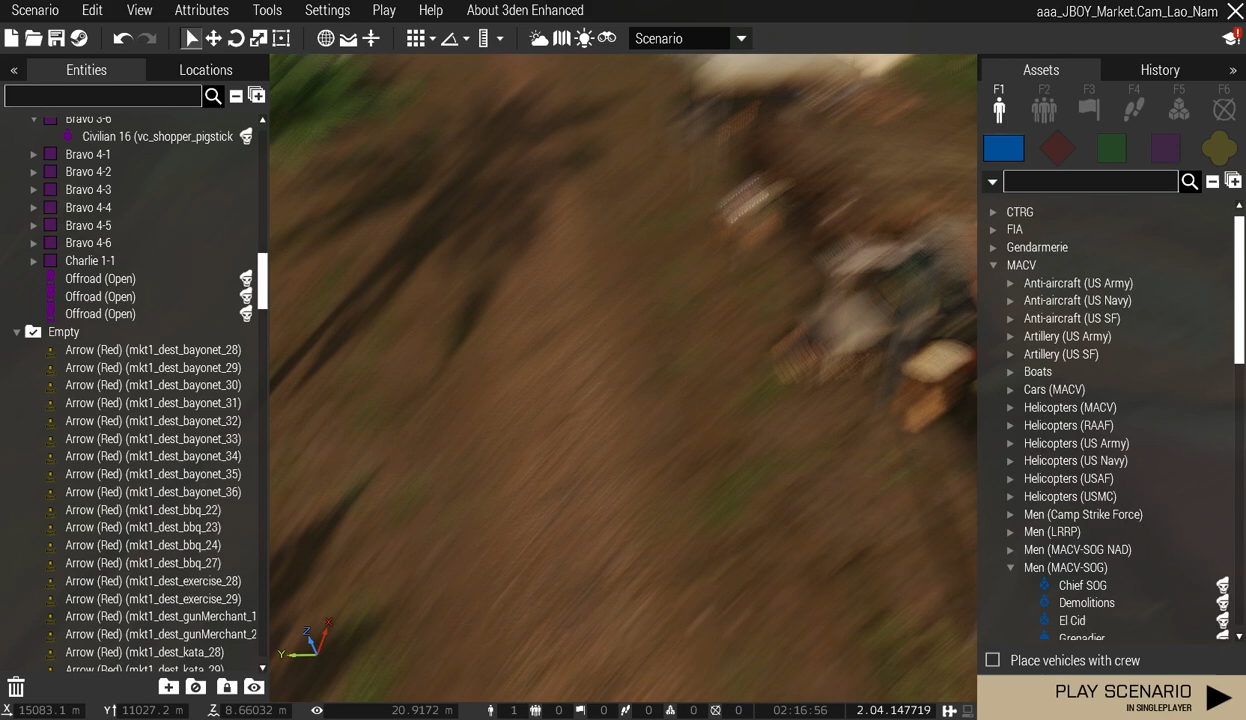 Scenario Edit View Attributes Tools Settings Play Help About 3den Enhanced aaa_JBOY_Market.Cam_Lao_Nam
Scenario
« Entities Locations
Assets History »
F1 F2 F3 F4 F5 F6
Bravo 3-6
Civilian 16 (vc_shopper_pigstick
Bravo 4-1
Bravo 4-2
Bravo 4-3
Bravo 4-4
Bravo 4-5
Bravo 4-6
Charlie 1-1
Offroad (Open)
Offroad (Open)
Offroad (Open)
Empty
Arrow (Red) (mkt1_dest_bayonet_28)
Arrow (Red) (mkt1_dest_bayonet_29)
Arrow (Red) (mkt1_dest_bayonet_30)
Arrow (Red) (mkt1_dest_bayonet_31)
Arrow (Red) (mkt1_dest_bayonet_32)
Arrow (Red) (mkt1_dest_bayonet_33)
Arrow (Red) (mkt1_dest_bayonet_34)
Arrow (Red) (mkt1_dest_bayonet_35)
Arrow (Red) (mkt1_dest_bayonet_36)
Arrow (Red) (mkt1_dest_bbq_22)
Arrow (Red) (mkt1_dest_bbq_23)
Arrow (Red) (mkt1_dest_bbq_24)
Arrow (Red) (mkt1_dest_bbq_27)
Arrow (Red) (mkt1_dest_exercise_28)
Arrow (Red) (mkt1_dest_exercise_29)
Arrow (Red) (mkt1_dest_gunMerchant_1
Arrow (Red) (mkt1_dest_gunMerchant_2
Arrow (Red) (mkt1_dest_kata_28)
Arrow (Red) (mkt1_dest_kata_29)
Z X
Y
CTRG
FIA
Gendarmerie
MACV
Anti-aircraft (US Army)
Anti-aircraft (US Navy)
Anti-aircraft (US SF)
Artillery (US Army)
Artillery (US SF)
Boats
Cars (MACV)
Helicopters (MACV)
Helicopters (RAAF)
Helicopters (US Army)
Helicopters (US Navy)
Helicopters (USAF)
Helicopters (USMC)
Men (Camp Strike Force)
Men (LRRP)
Men (MACV-SOG NAD)
Men (MACV-SOG)
Chief SOG
Demolitions
El Cid
Grenadier
Place vehicles with crew
PLAY SCENARIO
IN SINGLEPLAYER
X 15083.1 m Y 11027.2 m Z 8.66032 m 20.9172 m 1 0 0 0 0 0 02:16:56 2.04.147719